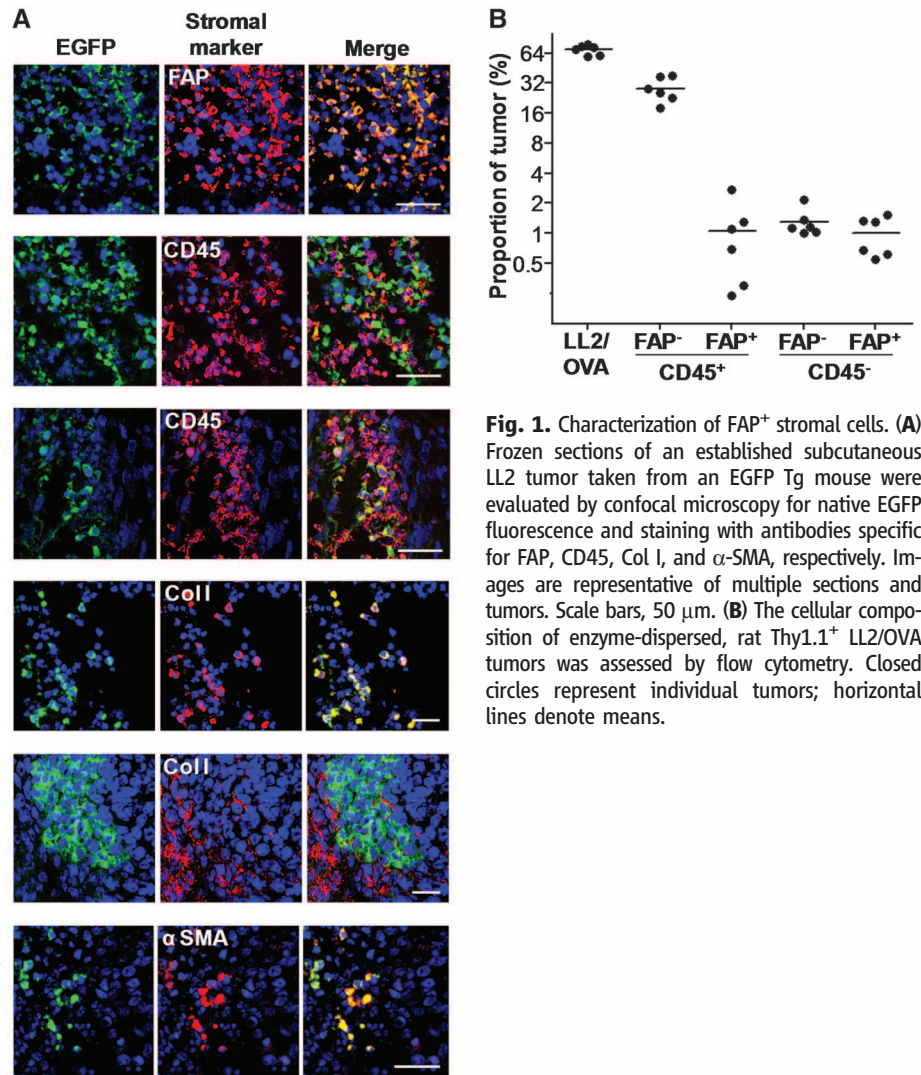 A
EGFP
Stromal
marker
Merge
FAP
CD45
CD45
Col I
Col I
α SMA
B
Proportion of tumor (%)
64
32
16
8
4
2
1
0.5
LL2/
OVA
FAP-
FAP+
CD45+
FAP-
FAP+
CD45-
Fig. 1. Characterization of FAP+ stromal cells. (A)
Frozen sections of an established subcutaneous
LL2 tumor taken from an EGFP Tg mouse were
evaluated by confocal microscopy for native EGFP
fluorescence and staining with antibodies specific
for FAP, CD45, Col I, and α-SMA, respectively. Im-
ages are representative of multiple sections and
tumors. Scale bars, 50 μm. (B) The cellular compo-
sition of enzyme-dispersed, rat Thy1.1+ LL2/OVA
tumors was assessed by flow cytometry. Closed
circles represent individual tumors; horizontal
lines denote means.